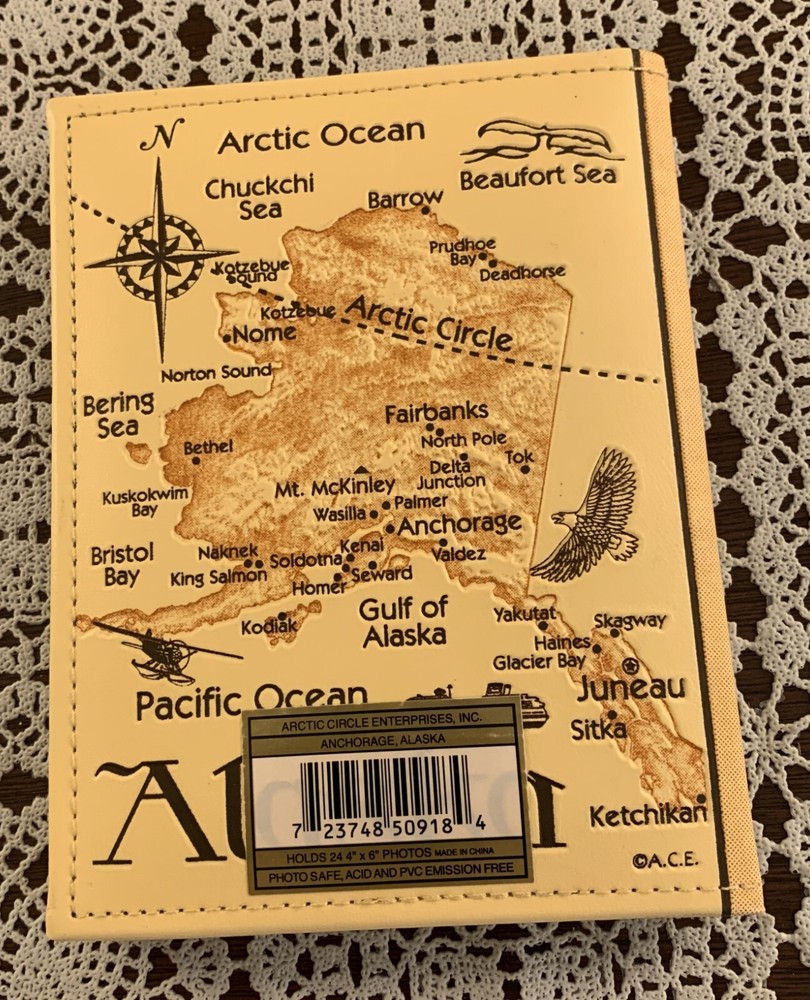 N
Arctic Ocean
Chuckchi
Sea
Beaufort Sea
Barrow
Prudhoe
Bay
Deadhorse
Kotzebue
Sound
Kotzebue
Arctic Circle
Nome
Norton Sound
Bering
Sea
Fairbanks
North Pole
Bethel
Delta
Junction
Tok
Mt. McKinley
Kuskokwim
Bay
Palmer
Wasilla
Anchorage
Bristol
Bay
Naknek
King Salmon
Soldotna
Kenai
Valdez
Homer
Seward
Kodiak
Gulf of
Alaska
Yakutat
Skagway
Haines
Glacier Bay
Juneau
Pacific Ocean
Sitka
ARCTIC CIRCLE ENTERPRISES, INC.
ANCHORAGE, ALASKA
7 23748 50918 4
HOLDS 24 4" x 6" PHOTOS MADE IN CHINA
PHOTO SAFE, ACID AND PVC EMISSION FREE
Ketchikan
©A.C.E.